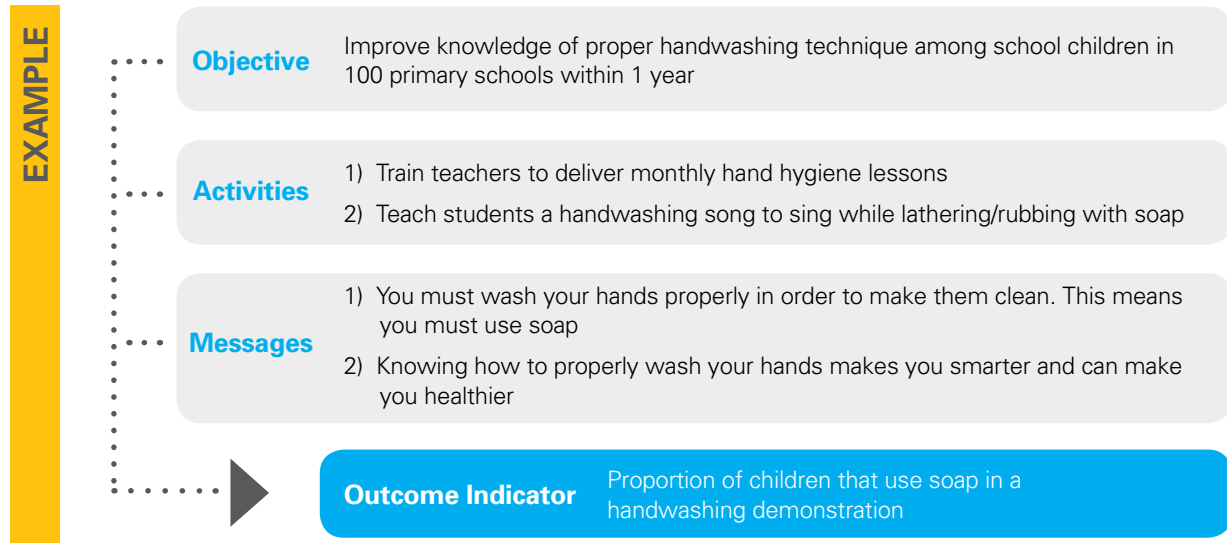 EXAMPLE
Objective
Improve knowledge of proper handwashing technique among school children in
100 primary schools within 1 year
Activities
1) Train teachers to deliver monthly hand hygiene lessons
2) Teach students a handwashing song to sing while lathering/rubbing with soap
Messages
1) You must wash your hands properly in order to make them clean. This means
you must use soap
2) Knowing how to properly wash your hands makes you smarter and can make
you healthier
Outcome Indicator
Proportion of children that use soap in a
handwashing demonstration